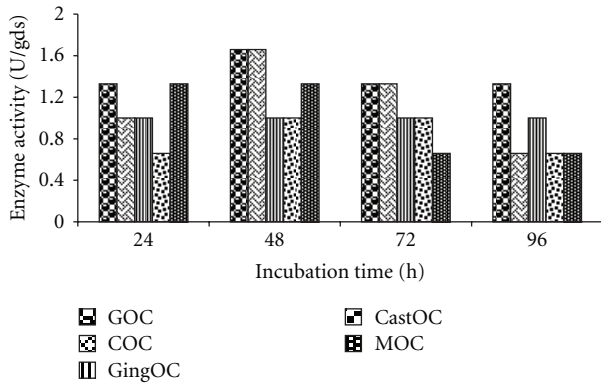 2
1.6
1.2
0.8
0.4
0
Enzyme activity (U/gds)
24 48 72 96
Incubation time (h)
GOC
COC
GingOC
CastOC
MOC